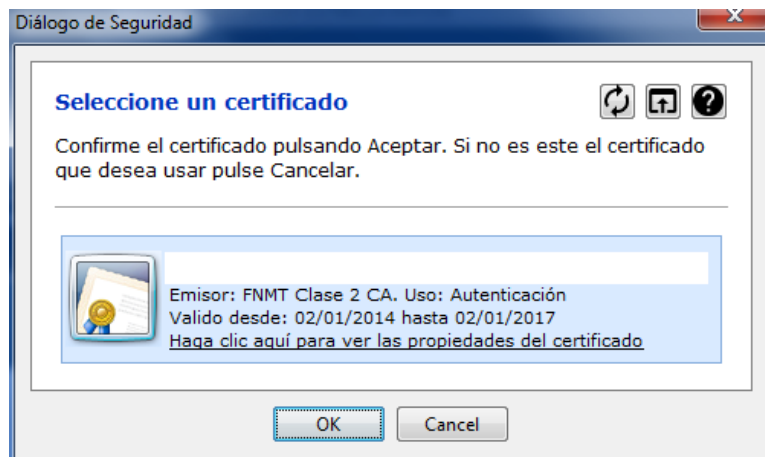 Diálogo de Seguridad
Seleccione un certificado
Confirme el certificado pulsando Aceptar. Si no es este el certificado
que desea usar pulse Cancelar.
Emisor: FNMT Clase 2 CA. Uso: Autenticación
Valido desde: 02/01/2014 hasta 02/01/2017
Haga clic aquí para ver las propiedades del certificado
OK Cancel